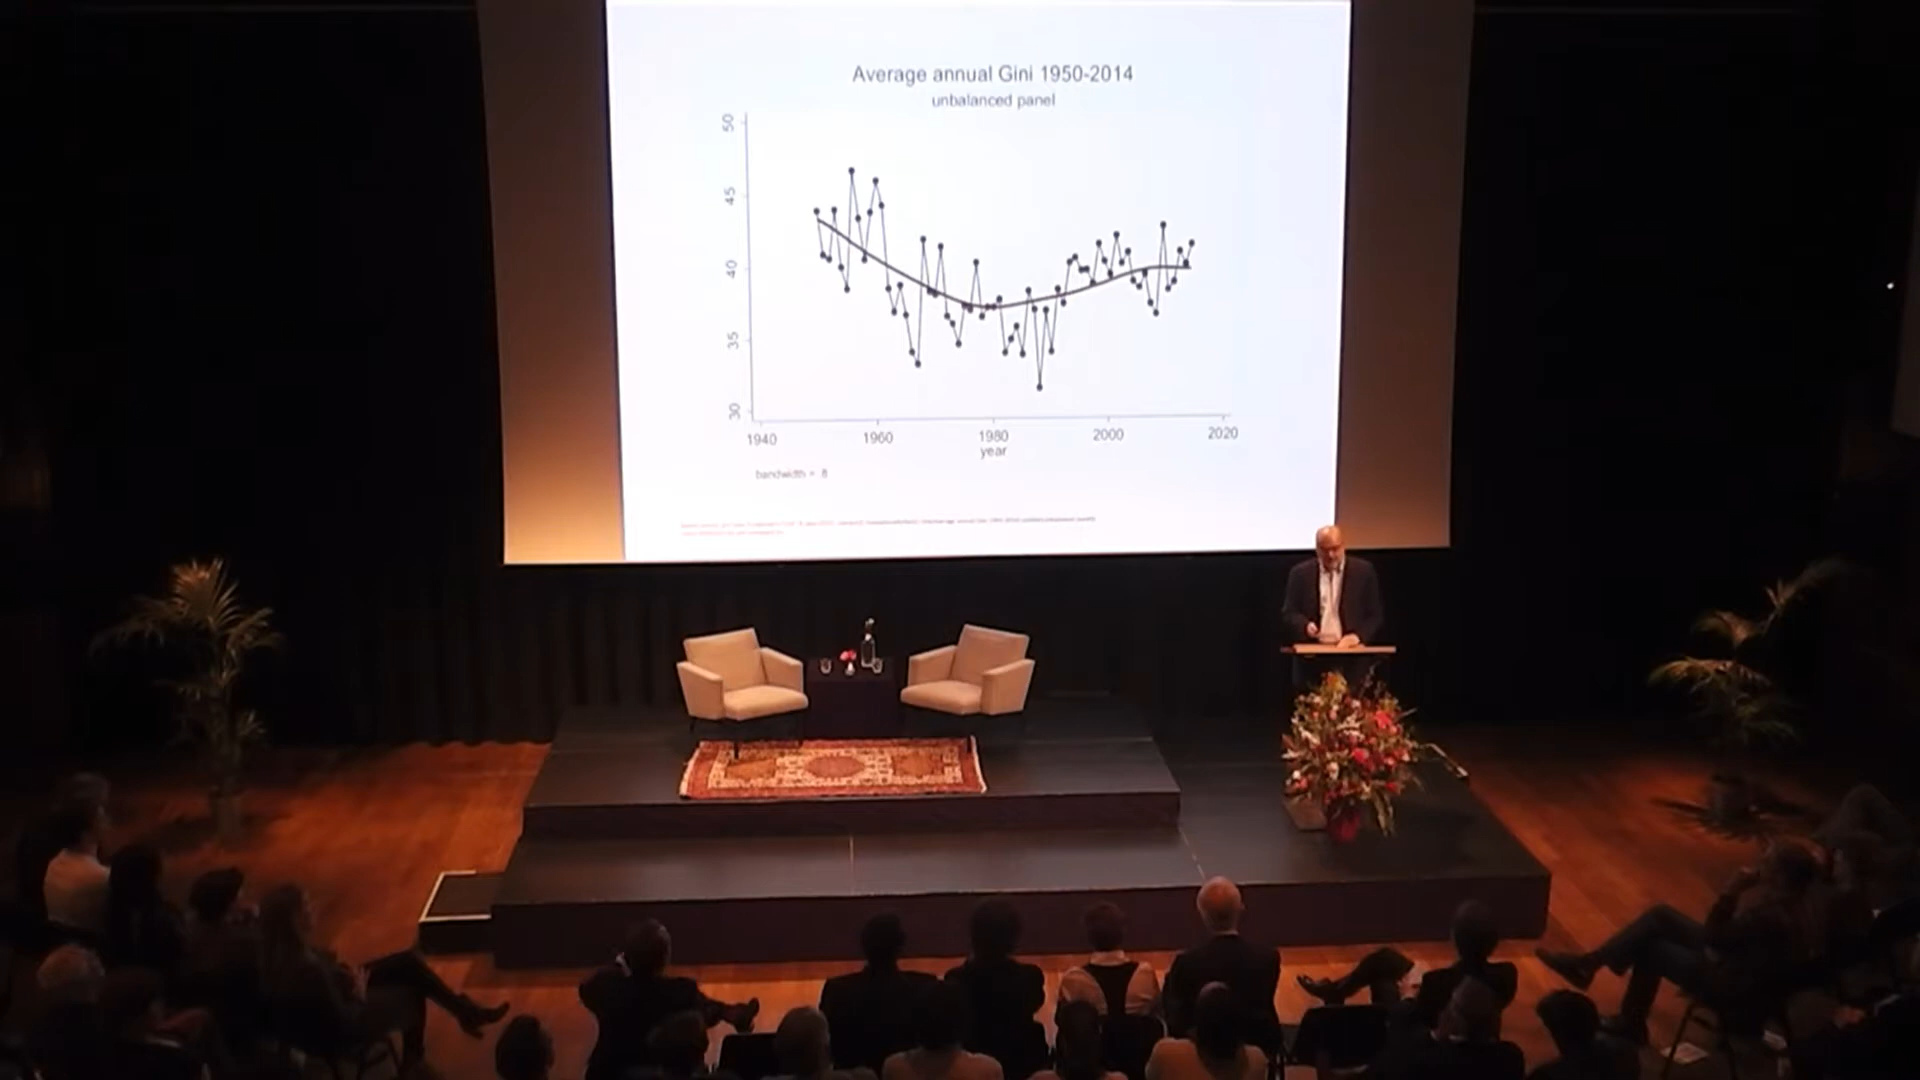 Average annual Gini 1950-2014
unbalanced panel
50
45
40
35
30
1940 1960 1980 2000 2020
year
bandwidth = .8